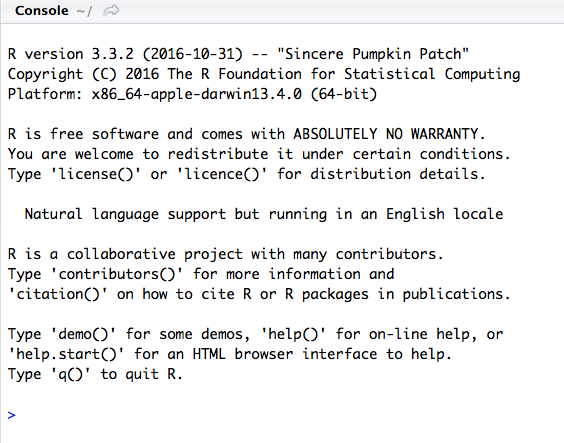 Console ~/
R version 3.3.2 (2016-10-31) -- "Sincere Pumpkin Patch"
Copyright (C) 2016 The R Foundation for Statistical Computing
Platform: x86_64-apple-darwin13.4.0 (64-bit)
R is free software and comes with ABSOLUTELY NO WARRANTY.
You are welcome to redistribute it under certain conditions.
Type 'license()' or 'licence()' for distribution details.
Natural language support but running in an English locale
R is a collaborative project with many contributors.
Type 'contributors()' for more information and
'citation()' on how to cite R or R packages in publications.
Type 'demo()' for some demos, 'help()' for on-line help, or
'help.start()' for an HTML browser interface to help.
Type 'q()' to quit R.
>